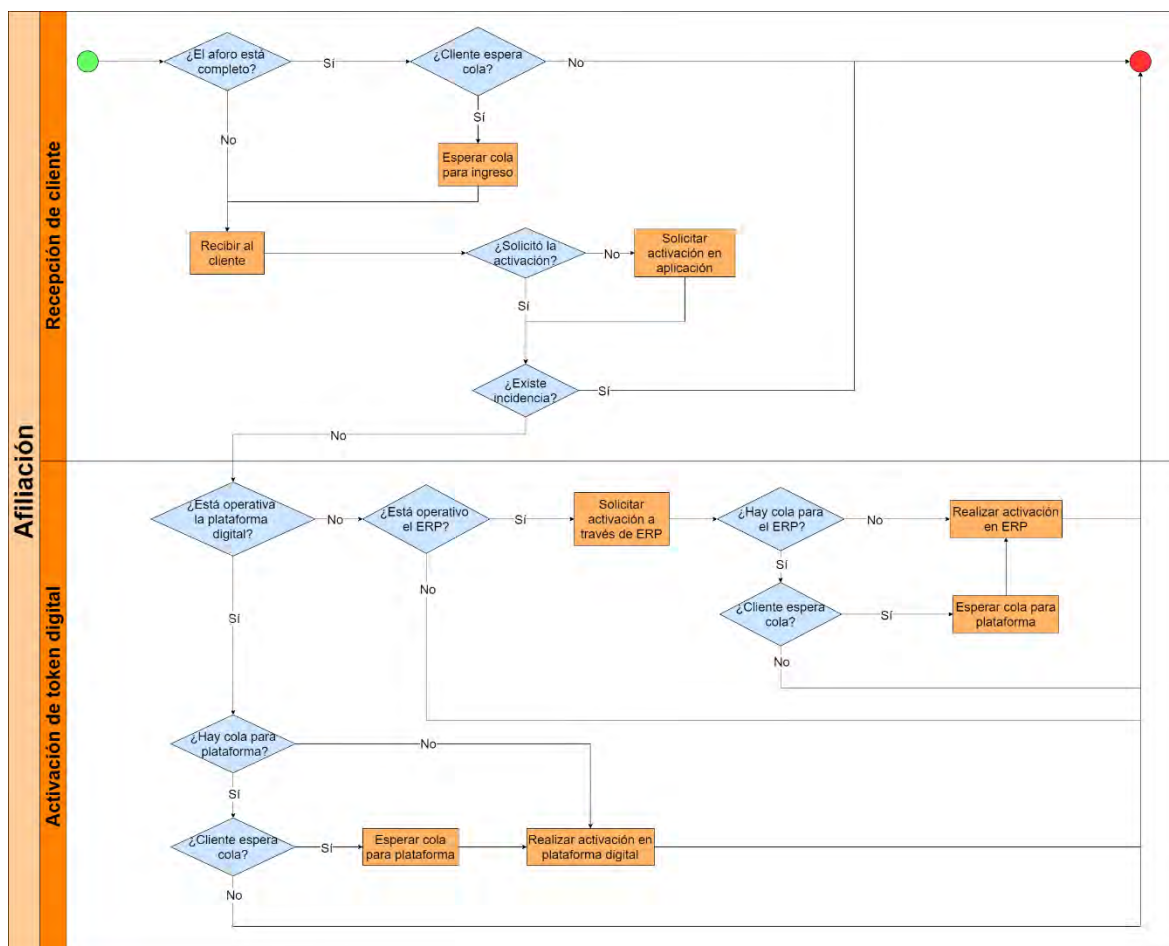 Afiliación
Recepción de cliente
¿El aforo está
completo?
Sí
¿Cliente espera
cola?
No
No
Sí
Esperar cola
para ingreso
Recibir al
cliente
¿Solicitó la
activación?
No
Solicitar
activación en
aplicación
Sí
¿Existe
incidencia?
Sí
No
Activación de token digital
¿Está operativa
la plataforma
digital?
No
¿Está operativo
el ERP?
Sí
Solicitar
activación a
través de ERP
¿Hay cola para
el ERP?
No
Realizar activación
en ERP
Sí
No
Sí
¿Cliente espera
cola?
Sí
Esperar cola para
plataforma
No
¿Hay cola para
plataforma?
No
Sí
¿Cliente espera
cola?
Sí
Esperar cola
para plataforma
Realizar activación en
plataforma digital
No